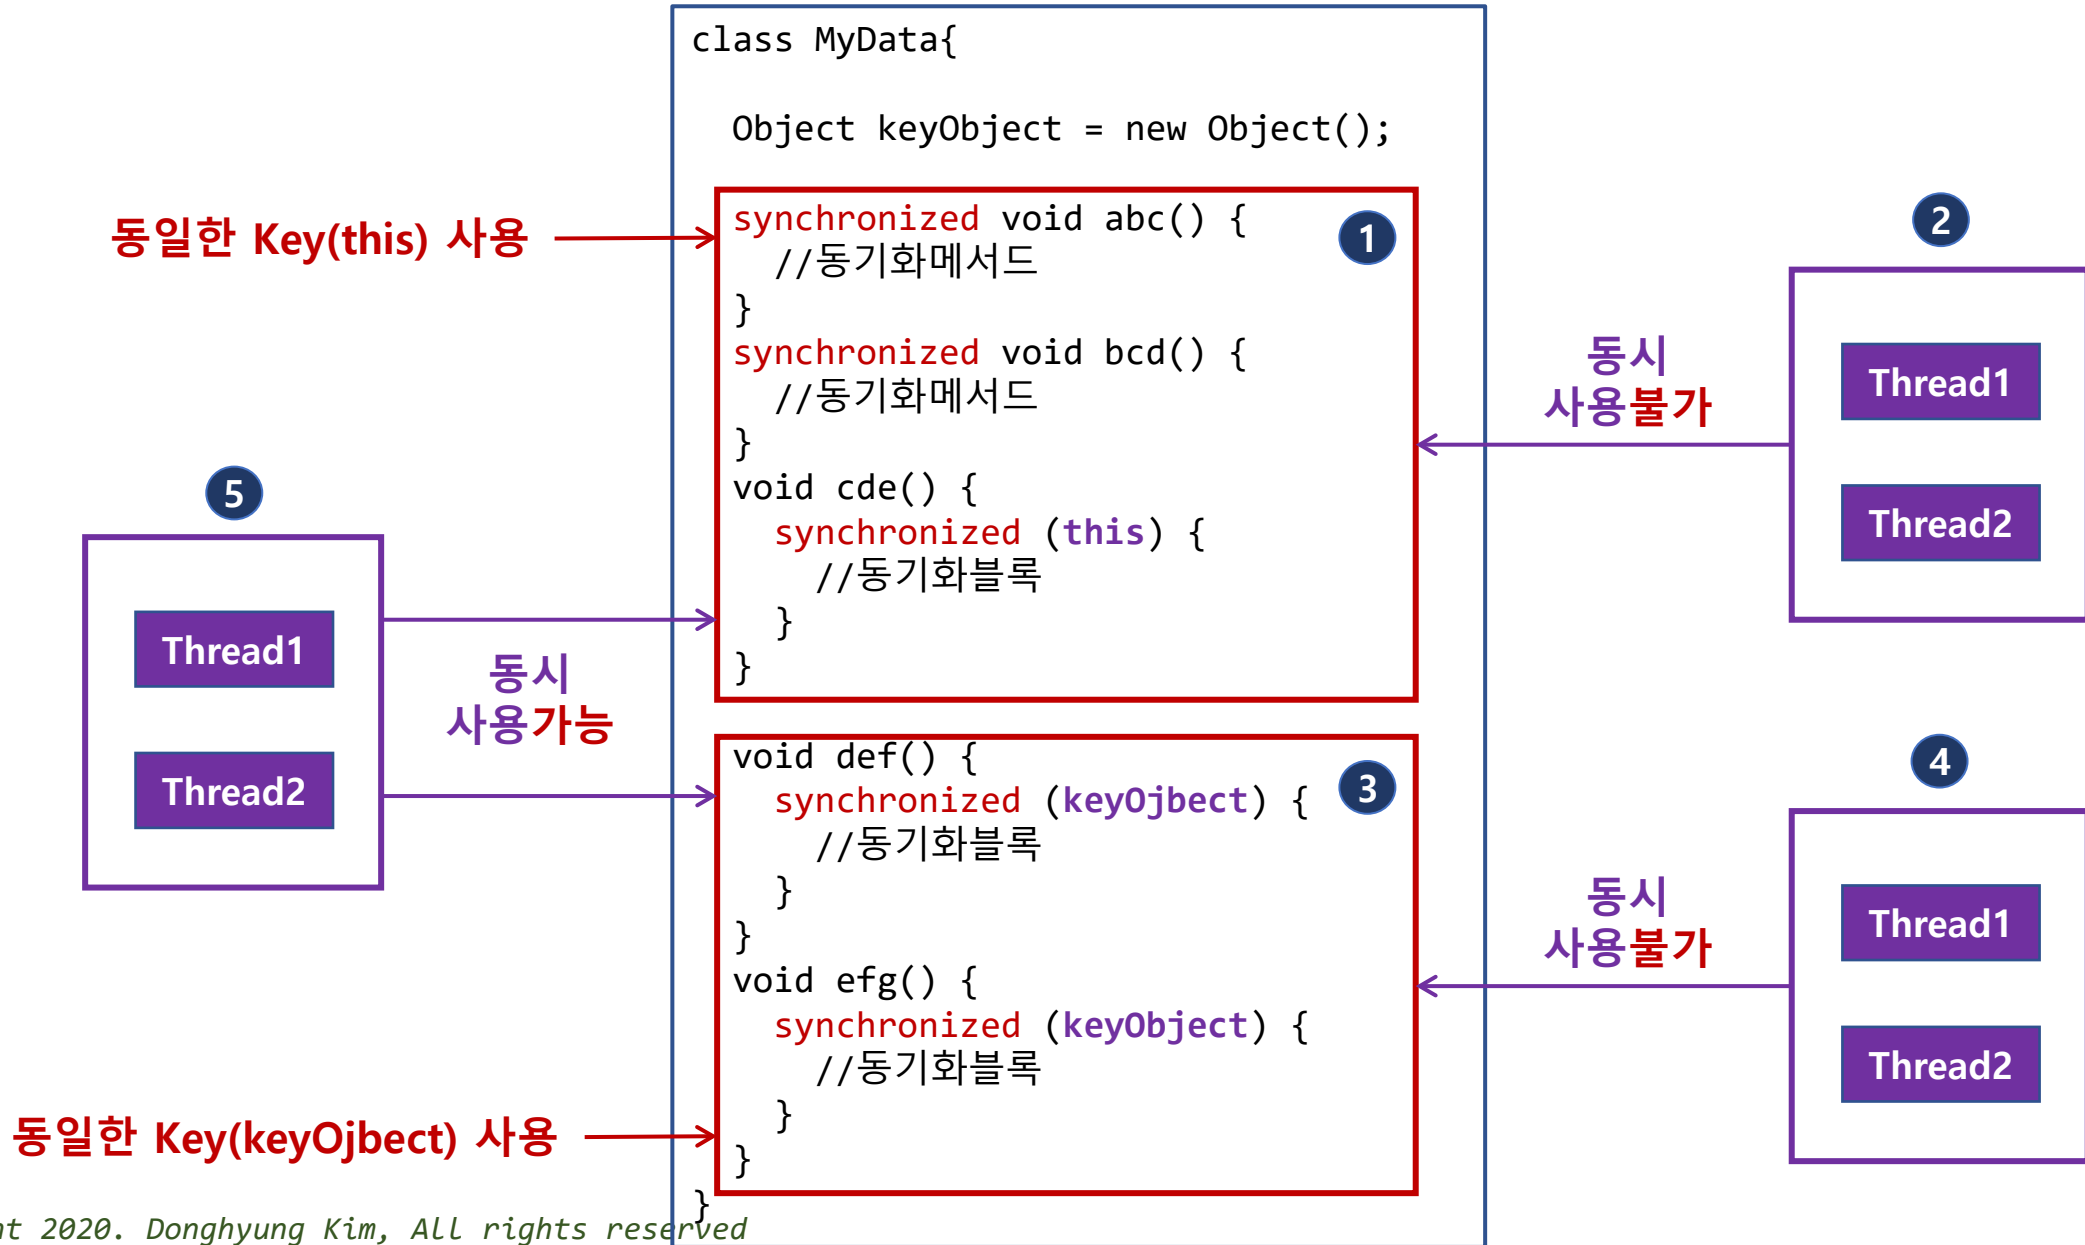 class MyData{
Object keyObject = new Object();
동일한 Key(this) 사용
synchronized void abc() {
//동기화메서드
}
synchronized void bcd() {
//동기화메서드
}
void cde() {
synchronized (this) {
//동기화블록
}
}
1
2
동시
사용불가
Thread1
Thread2
5
Thread1
Thread2
동시
사용가능
void def() {
synchronized (keyOjbect) {
//동기화블록
}
}
void efg() {
synchronized (keyObject) {
//동기화블록
}
}
}
3
4
동시
사용불가
Thread1
Thread2
동일한 Key(keyOjbect) 사용
2020. Donghyung Kim, All rights reserved